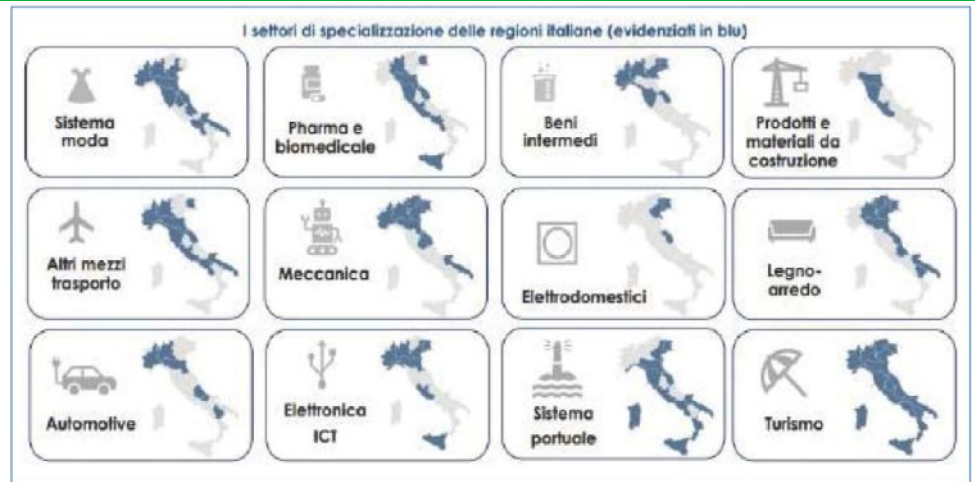 I settori di specializzazione delle regioni italiane (evidenziati in blu)
Sistema
moda
Pharma e
biomedicale
Beni
intermedi
Prodotti e
materiali da
costruzione
Altri mezzi
trasporto
Meccanica
Elettrodomestici
Legno-
arredo
Automotive
Elettronica
ICT
Sistema
portuale
Turismo